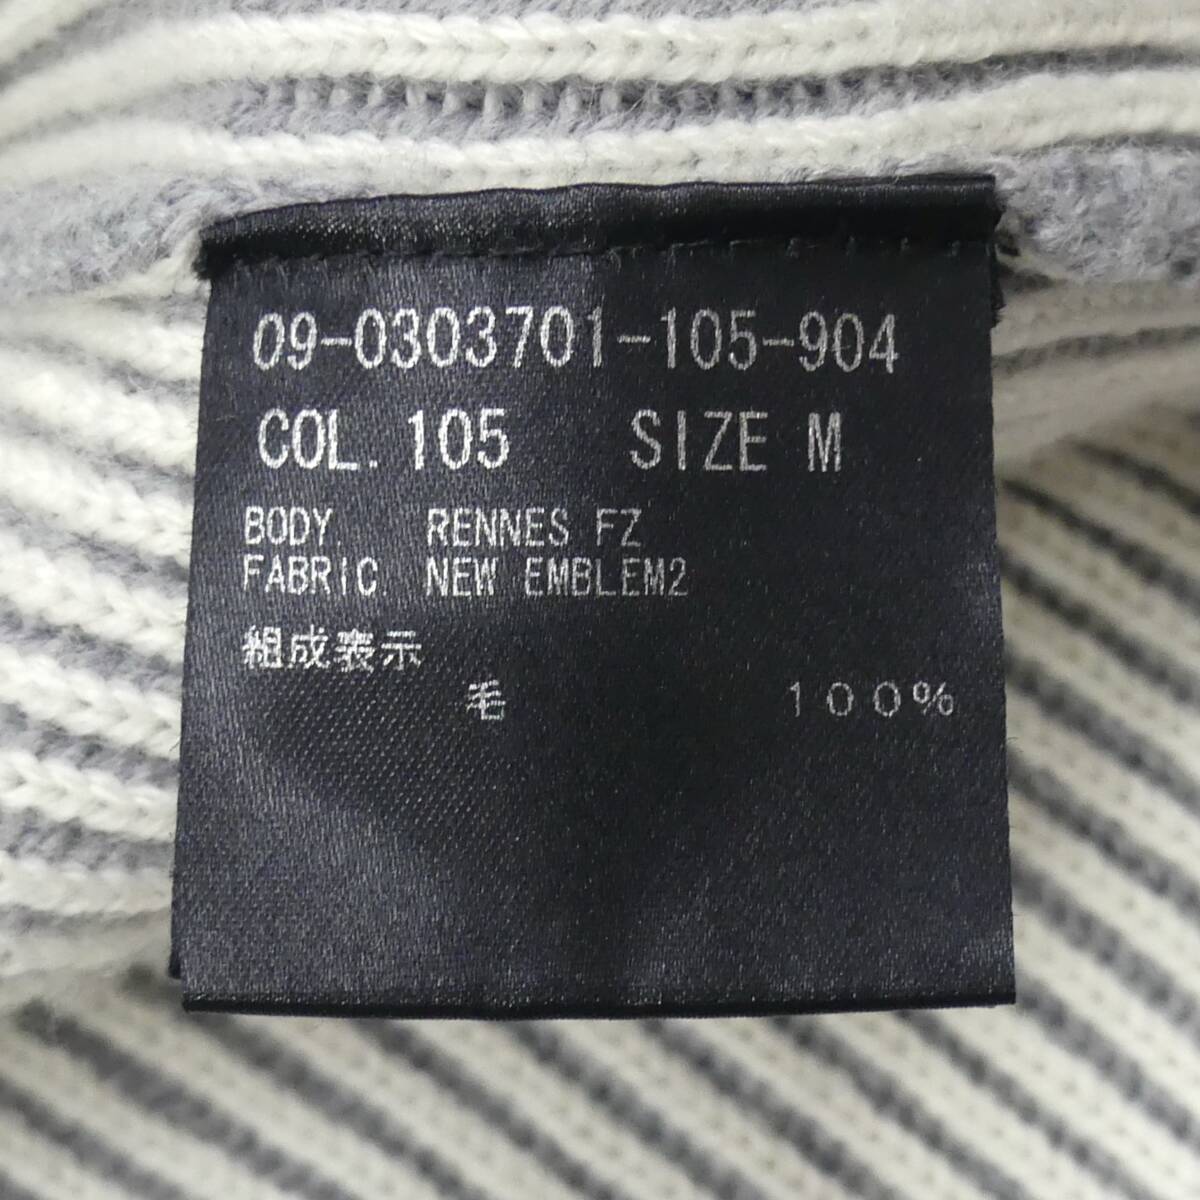 09-0303701-105-904
COL. 105 SIZE M
BODY RENNES FZ
FABRIC NEW EMBLEM2
組成表示
毛 100%